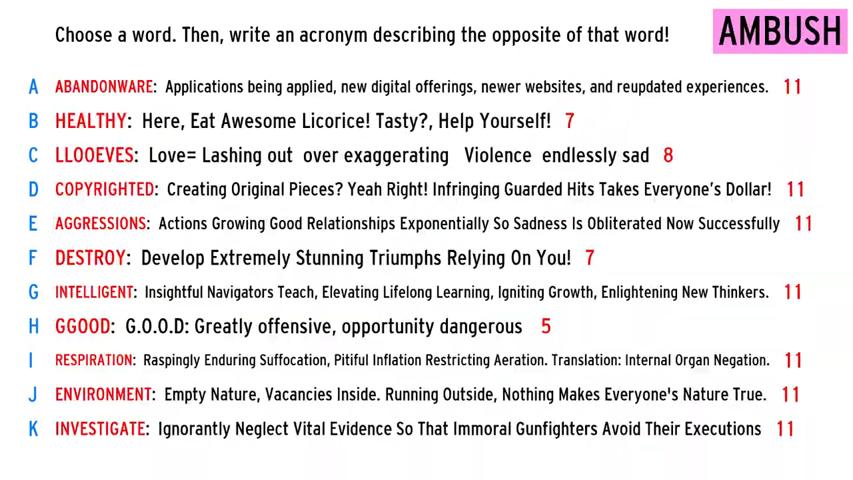 Choose a word. Then, write an acronym describing the opposite of that word!
AMBUSH
A ABANDONWARE: Applications being applied, new digital offerings, newer websites, and reupdated experiences. 11
B HEALTHY: Here, Eat Awesome Licorice! Tasty?, Help Yourself! 7
C LLOOEVES: Love= Lashing out over exaggerating Violence endlessly sad 8
D COPYRIGHTED: Creating Original Pieces? Yeah Right! Infringing Guarded Hits Takes Everyone's Dollar! 11
E AGGRESSIONS: Actions Growing Good Relationships Exponentially So Sadness Is Obliterated Now Successfully 11
F DESTROY: Develop Extremely Stunning Triumphs Relying On You! 7
G INTELLIGENT: Insightful Navigators Teach, Elevating Lifelong Learning, Igniting Growth, Enlightening New Thinkers. 11
H GGOOD: G.O.O.D: Greatly offensive, opportunity dangerous 5
I RESPIRATION: Raspingly Enduring Suffocation, Pitiful Inflation Restricting Aeration. Translation: Internal Organ Negation. 11
J ENVIRONMENT: Empty Nature, Vacancies Inside. Running Outside, Nothing Makes Everyone's Nature True. 11
K INVESTIGATE: Ignorantly Neglect Vital Evidence So That Immoral Gunfighters Avoid Their Executions 11